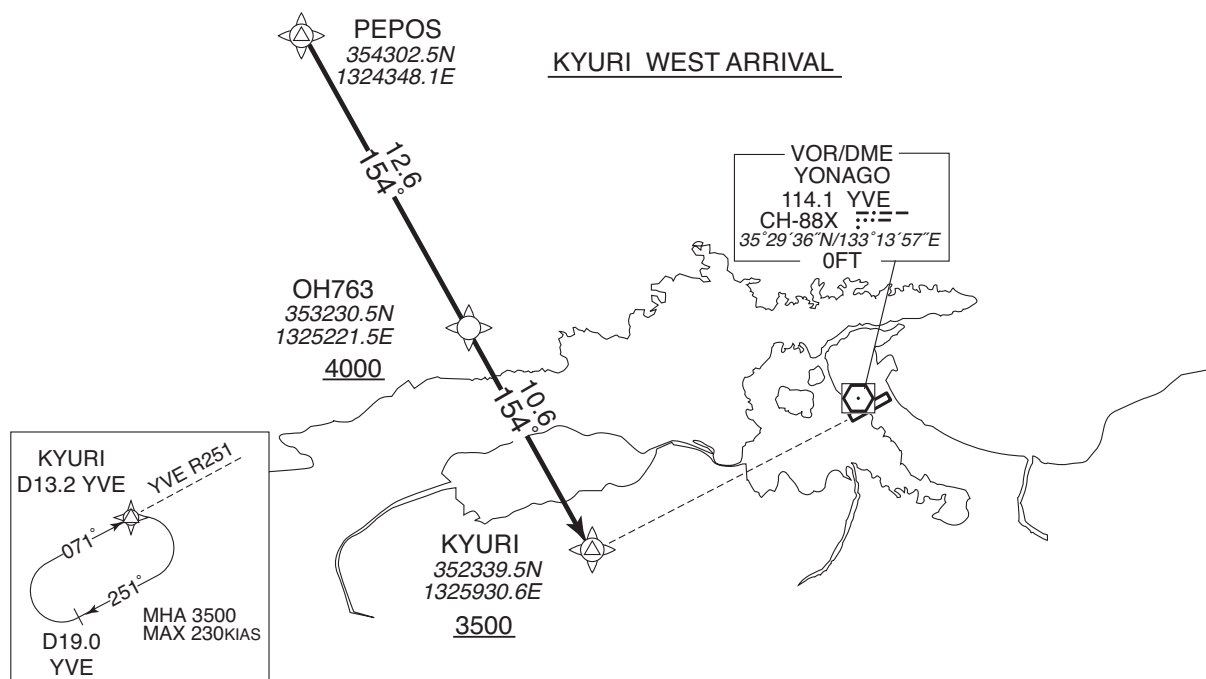 PEPOS
354302.5N
1324348.1E
KYURI WEST ARRIVAL
12.6
154°
VOR/DME
YONAGO
114.1 YVE
CH-88X
35°29′36″N/133°13′57″E
0FT
OH763
353230.5N
1325221.5E
4000
10.6
154°
KYURI
352339.5N
1325930.6E
3500
KYURI
D13.2 YVE
YVE R251
071°
251°
D19.0
YVE
MHA 3500
MAX 230KIAS